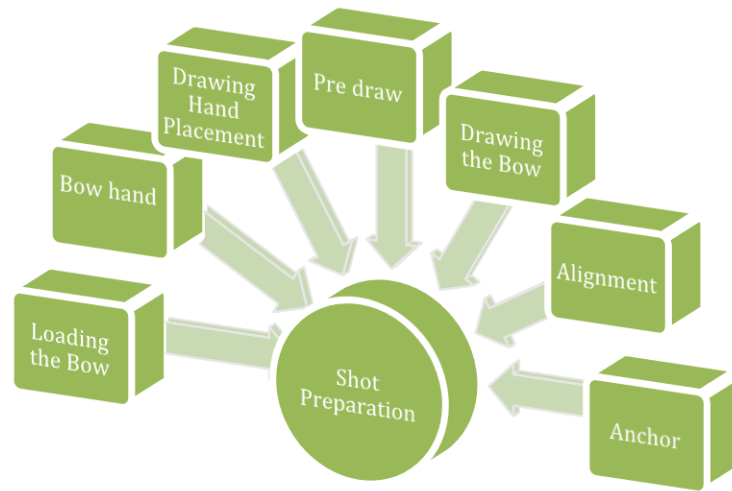 Loading
the Bow
Bow hand
Drawing
Hand
Placement
Pre draw
Drawing
the Bow
Alignment
Anchor
Shot
Preparation